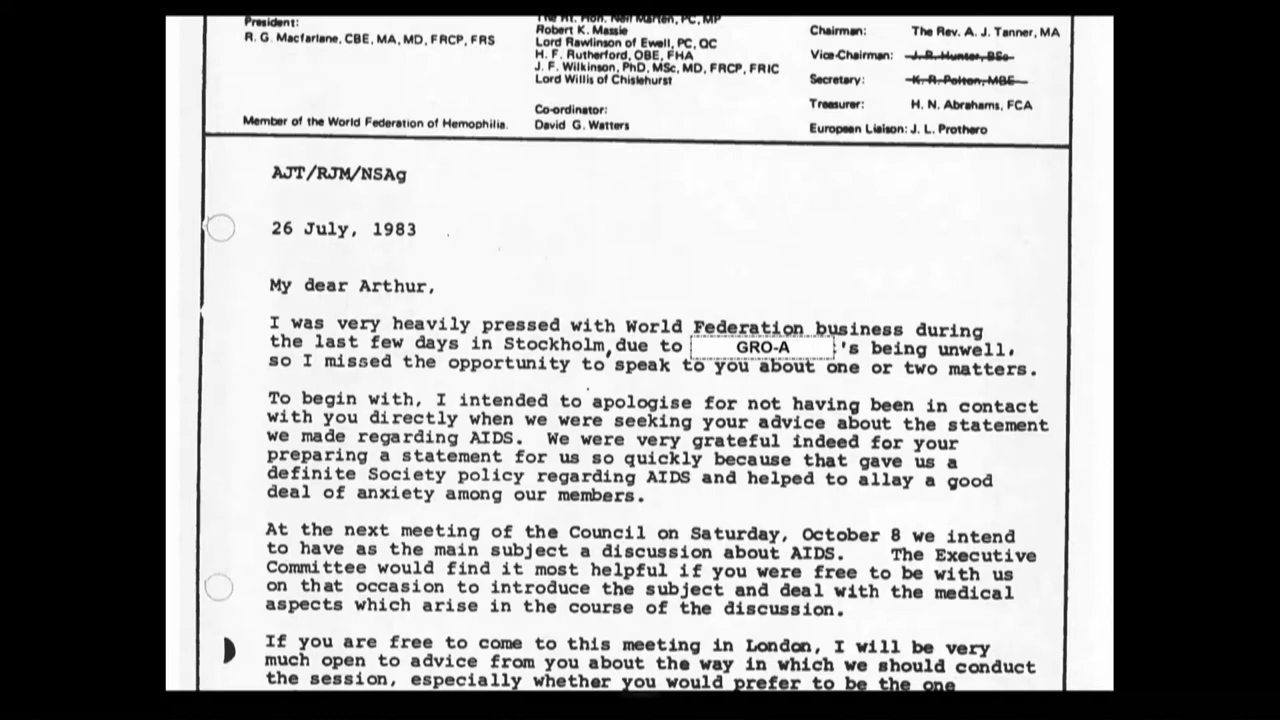 President:
R. G. Macfarlane, CBE, MA, MD, FRCP, FRS
Member of the World Federation of Hemophilia.
The Rt. Hon. Neil Marten, PC, MP
Robert K. Massie
Lord Rawlinson of Ewell, PC, QC
H. F. Rutherford, OBE, FHA
J. F. Wilkinson, PhD, MSc, MD, FRCP, FRIC
Lord Willis of Chislehurst
Co-ordinator:
David G. Watters
Chairman: The Rev. A. J. Tanner, MA
Vice-Chairman: J. R. Hunter, BSc
Secretary: K. R. Polton, MBE
Treasurer: H. N. Abrahams, FCA
European Liaison: J. L. Prothero
AJT/RJM/NSAg
26 July, 1983
My dear Arthur,
I was very heavily pressed with World Federation business during
the last few days in Stockholm, due to GRO-A 's being unwell,
so I missed the opportunity to speak to you about one or two matters.
To begin with, I intended to apologise for not having been in contact
with you directly when we were seeking your advice about the statement
we made regarding AIDS. We were very grateful indeed for your
preparing a statement for us so quickly because that gave us a
definite Society policy regarding AIDS and helped to allay a good
deal of anxiety among our members.
At the next meeting of the Council on Saturday, October 8 we intend
to have as the main subject a discussion about AIDS. The Executive
Committee would find it most helpful if you were free to be with us
on that occasion to introduce the subject and deal with the medical
aspects which arise in the course of the discussion.
If you are free to come to this meeting in London, I will be very
much open to advice from you about the way in which we should conduct
the session, especially whether you would prefer to be the one